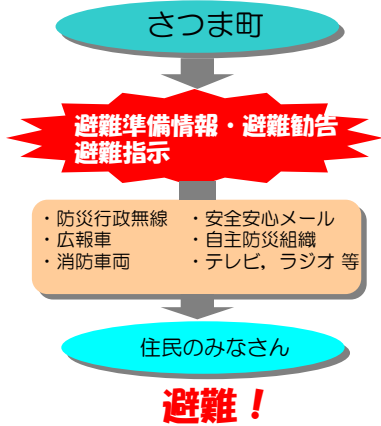 さつま町
避難準備情報・避難勧告
避難指示
・防災行政無線 ・安全安心メール
・広報車 ・自主防災組織
・消防車両 ・テレビ，ラジオ 等
住民のみなさん
避難！